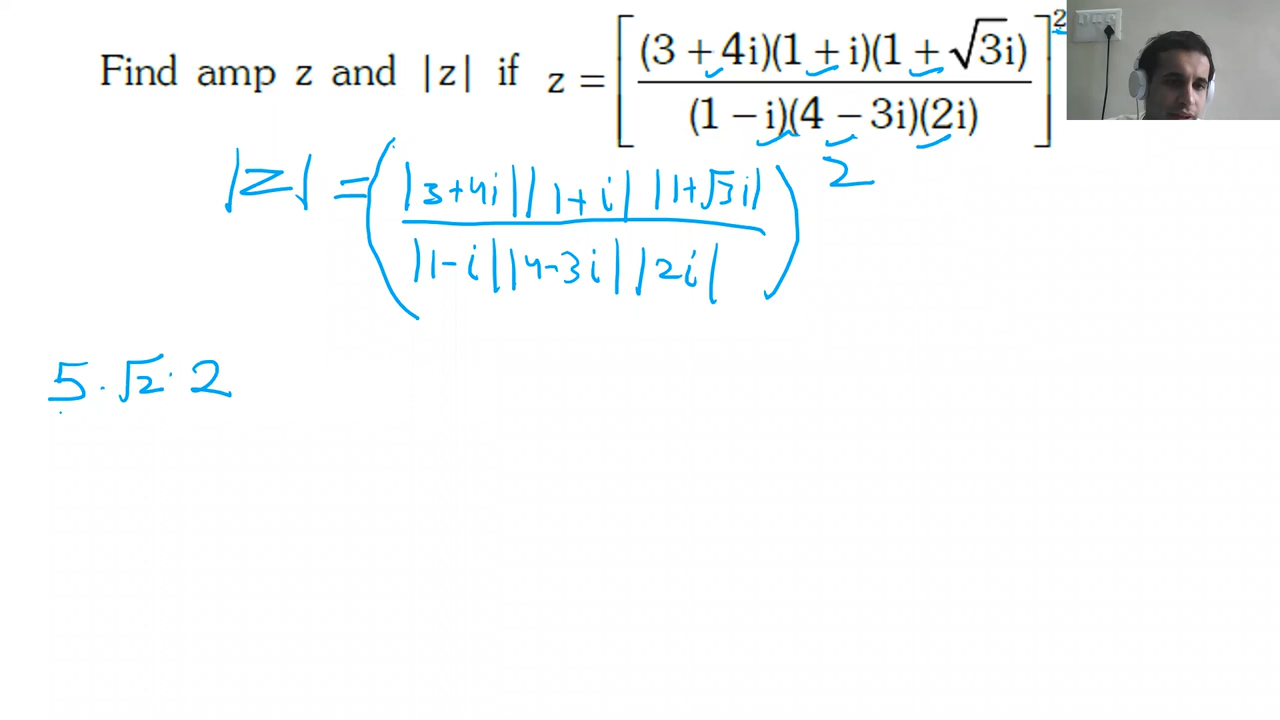 Find amp z and |z| if z = [ (3 + 4i)(1 + i)(1 + √3i) / (1 − i)(4 − 3i)(2i) ]²
|z| = ( |3+4i| |1+i| |1+√3i| / |1-i| |4-3i| |2i| )²
5 · √2 · 2